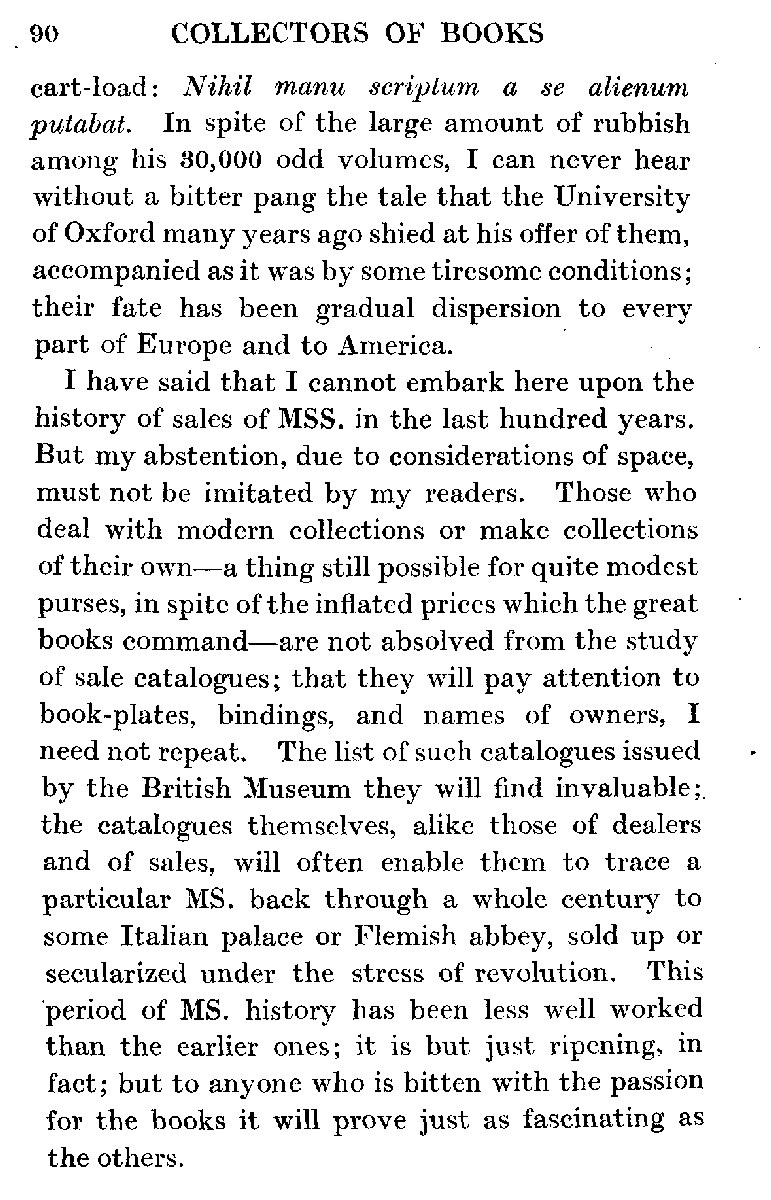 90 COLLECTORS OF BOOKS
cart-load: Nihil manu scriptum a se alienum
putabat. In spite of the large amount of rubbish
among his 30,000 odd volumes, I can never hear
without a bitter pang the tale that the University
of Oxford many years ago shied at his offer of them,
accompanied as it was by some tiresome conditions;
their fate has been gradual dispersion to every
part of Europe and to America.
I have said that I cannot embark here upon the
history of sales of MSS. in the last hundred years.
But my abstention, due to considerations of space,
must not be imitated by my readers. Those who
deal with modern collections or make collections
of their own—a thing still possible for quite modest
purses, in spite of the inflated prices which the great
books command—are not absolved from the study
of sale catalogues; that they will pay attention to
book-plates, bindings, and names of owners, I
need not repeat. The list of such catalogues issued
by the British Museum they will find invaluable;
the catalogues themselves, alike those of dealers
and of sales, will often enable them to trace a
particular MS. back through a whole century to
some Italian palace or Flemish abbey, sold up or
secularized under the stress of revolution. This
period of MS. history has been less well worked
than the earlier ones; it is but just ripening, in
fact; but to anyone who is bitten with the passion
for the books it will prove just as fascinating as
the others.